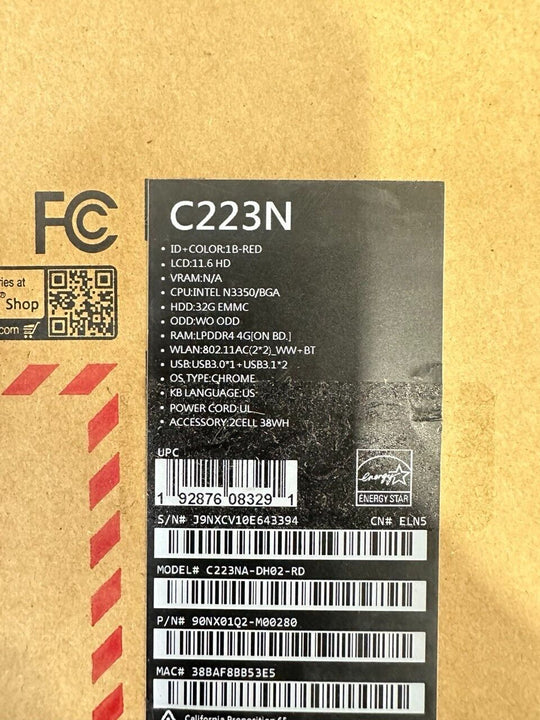 FC
C223N
• ID+COLOR:1B-RED
• LCD:11.6 HD
• VRAM:N/A
• CPU:INTEL N3350/BGA
• HDD:32G EMMC
• ODD:WO ODD
• RAM:LPDDR4 4G[ON BD.]
• WLAN:802.11AC(2*2)_WW+BT
• USB:USB3.0*1+USB3.1*2
• OS TYPE:CHROME
• KB LANGUAGE:US
• POWER CORD:UL
• ACCESSORY:2CELL 38WH
ries at
® Shop
com
UPC
1 92876 08329 1
energy
ENERGY STAR
S/N# J9NXCV10E643394
CN# ELN5
MODEL# C223NA-DH02-RD
P/N# 90NX01Q2-M00280
MAC# 38BAF8BB53E5
California Proposition 65